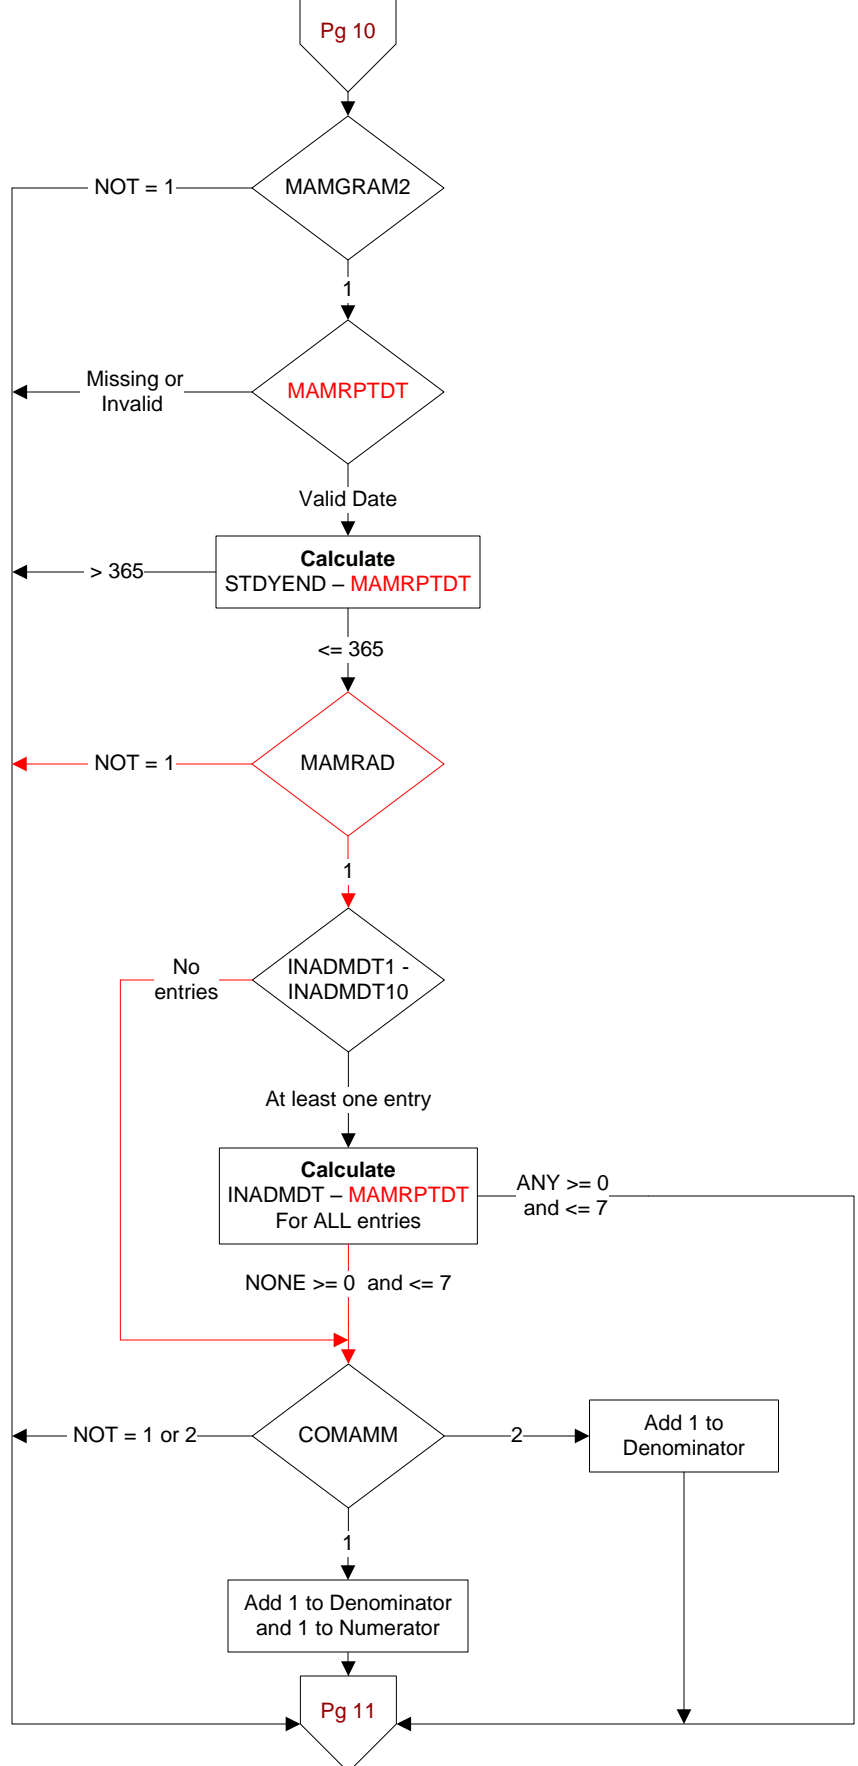 Pg 10
MAMGRAM2
NOT = 1
1
MAMRPTDT
Missing or
Invalid
Valid Date
Calculate
STDYEND – MAMRPTDT
> 365
<= 365
MAMRAD
NOT = 1
1
INADMDT1 -
INADMDT10
No
entries
At least one entry
Calculate
INADMDT – MAMRPTDT
For ALL entries
ANY >= 0
and <= 7
NONE >= 0 and <= 7
COMAMM
NOT = 1 or 2
2
Add 1 to
Denominator
1
Add 1 to Denominator
and 1 to Numerator
Pg 11